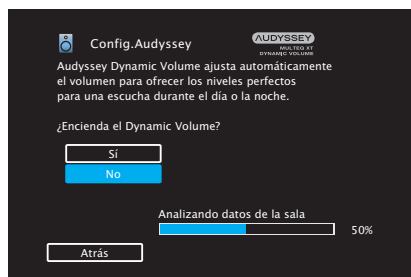 Config.Audyssey
AUDYSSEY
MULTEQ XT
DYNAMIC VOLUME
Audyssey Dynamic Volume ajusta automáticamente
el volumen para ofrecer los niveles perfectos
para una escucha durante el día o la noche.
¿Encienda el Dynamic Volume?
Sí
No
Analizando datos de la sala
50%
Atrás